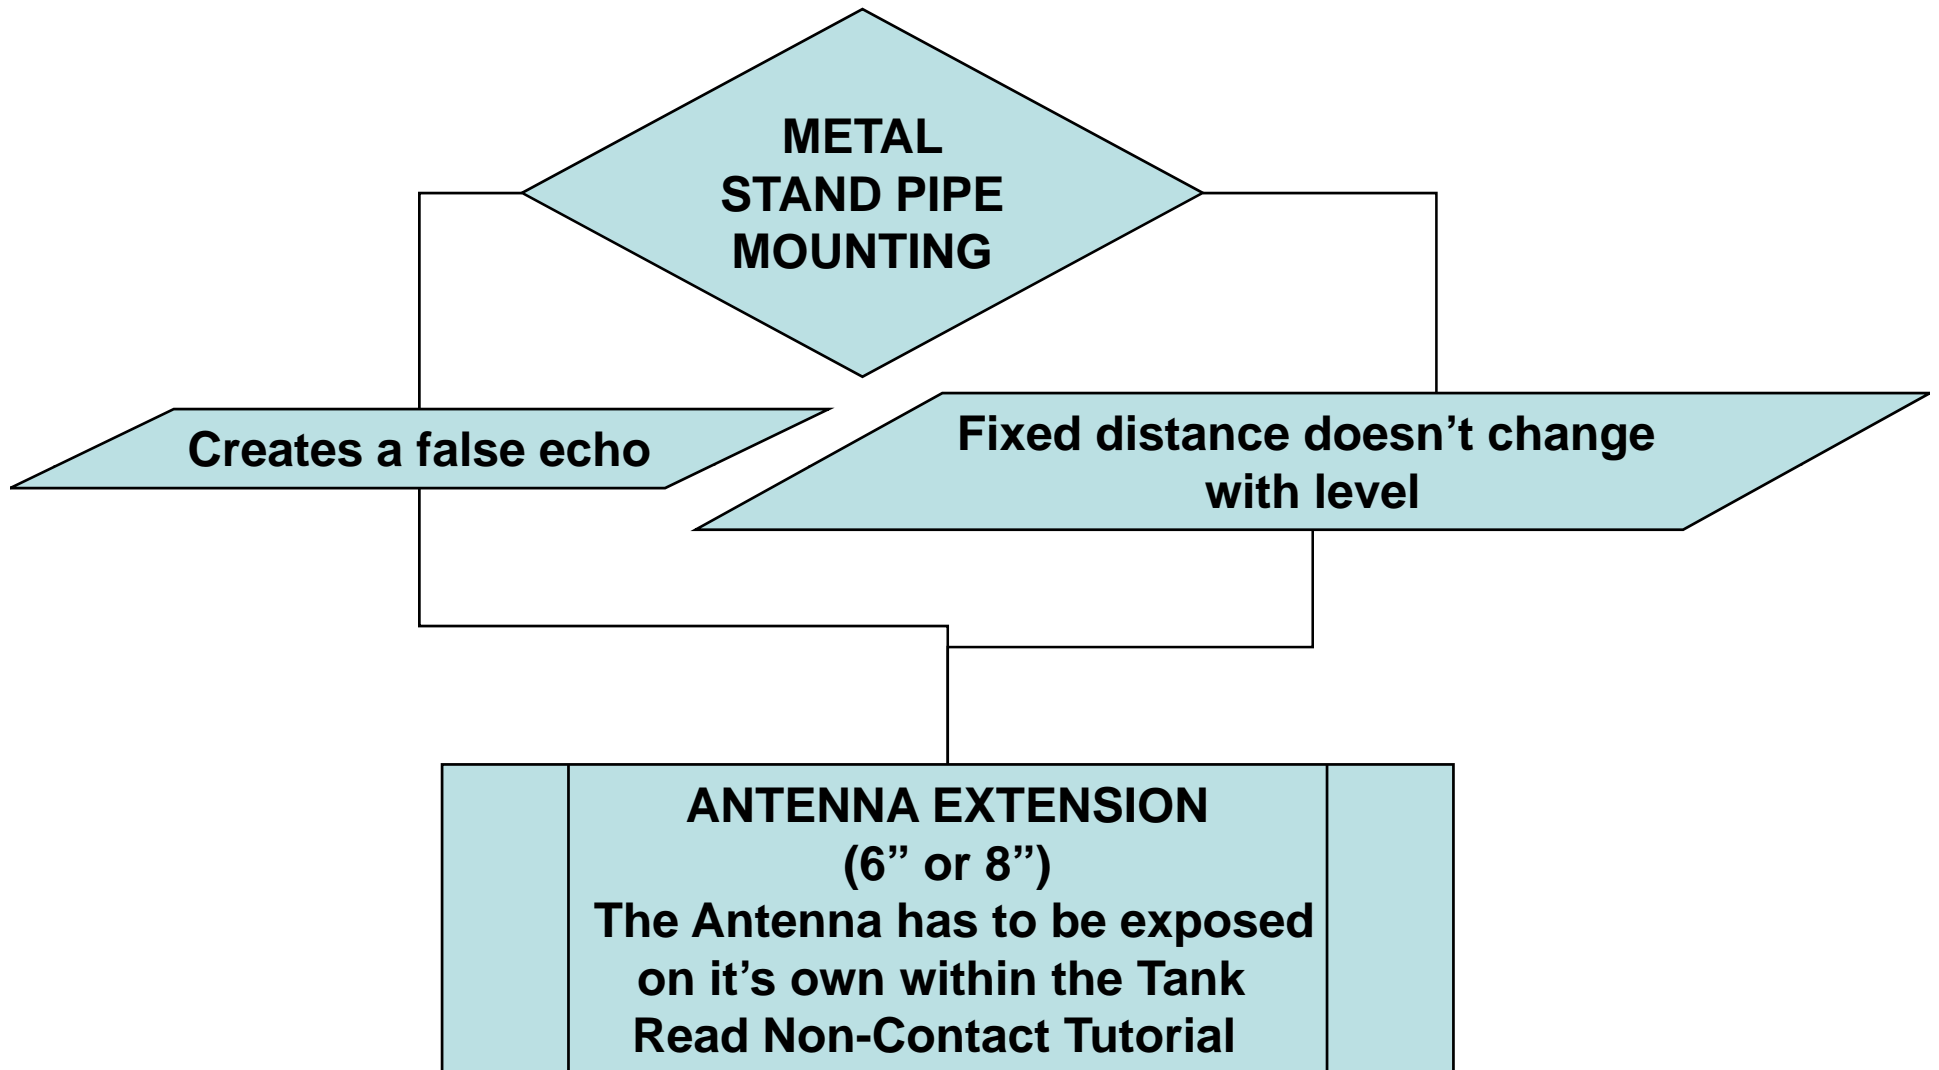 METAL
STAND PIPE
MOUNTING
Creates a false echo
Fixed distance doesn’t change
with level
ANTENNA EXTENSION
(6” or 8”)
The Antenna has to be exposed
on it’s own within the Tank
Read Non-Contact Tutorial